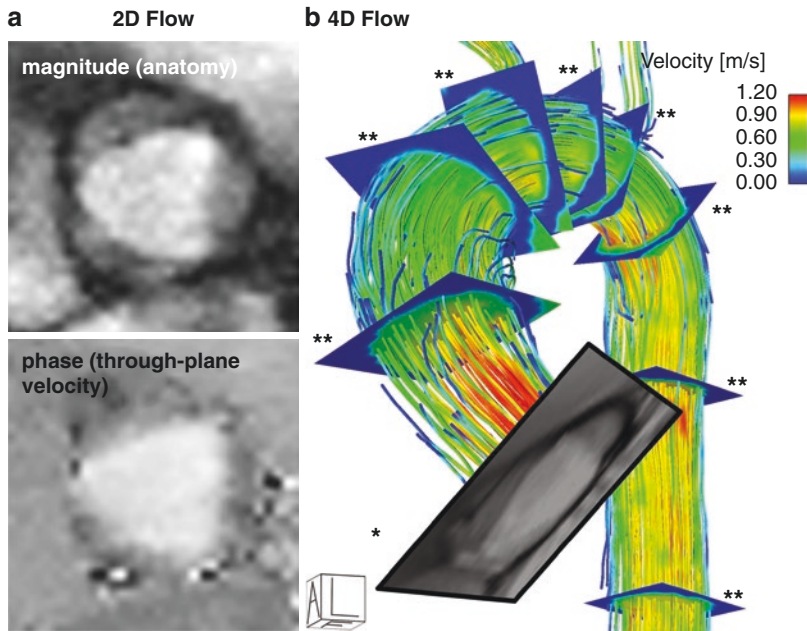 a 2D Flow
magnitude (anatomy)
phase (through-plane
velocity)
b 4D Flow
Velocity [m/s]
1.20
0.90
0.60
0.30
0.00
**
**
**
**
**
**
**
**
*
A L